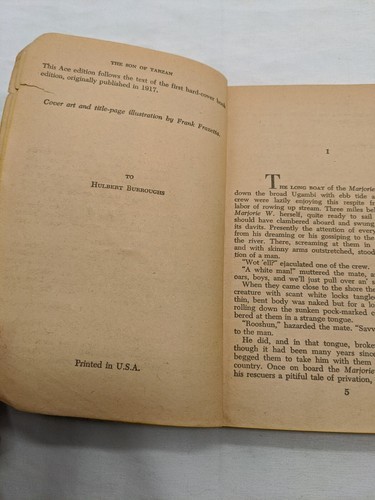 THE SON OF TARZAN
This Ace edition follows the text of the first hard-cover book
edition, originally published in 1917.
Cover art and title-page illustration by Frank Frazetta.
TO
HULBERT BURROUGHS
Printed in U.S.A.
1
THE LONG BOAT of the Marjorie
down the broad Ugambi with ebb tide
crew were lazily enjoying this respite
labor of rowing up stream. Three miles
Marjorie W. herself, quite ready to sail
should have clambered aboard and swung
its davits. Presently the attention of every
from his dreaming or his gossiping to the
the river. There, screaming at them in
and with skinny arms outstretched, stood
tion of a man.
"Wot 'ell?" ejaculated one of the crew.
"A white man!" muttered the mate,
oars, boys, and we'll just pull over an'
When they came close to the shore the
creature with scant white locks tangled
thin, bent body was naked but for a
rolling down the sunken pock-marked
bered at them in a strange tongue.
"Rooshun," hazarded the mate.
to the man.
He did, and in that tongue,
though it had been many years since
begged them to take him with them
country. Once on board the Marjorie
his rescuers a pitiful tale of privation,
5